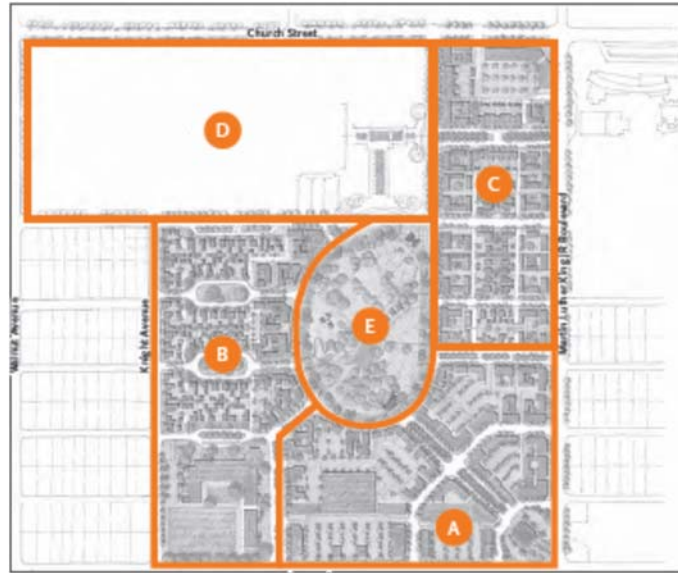 Church Street
D
C
Martin Luther King JR Boulevard
E
Walnut Avenue
Knight Avenue
B
A